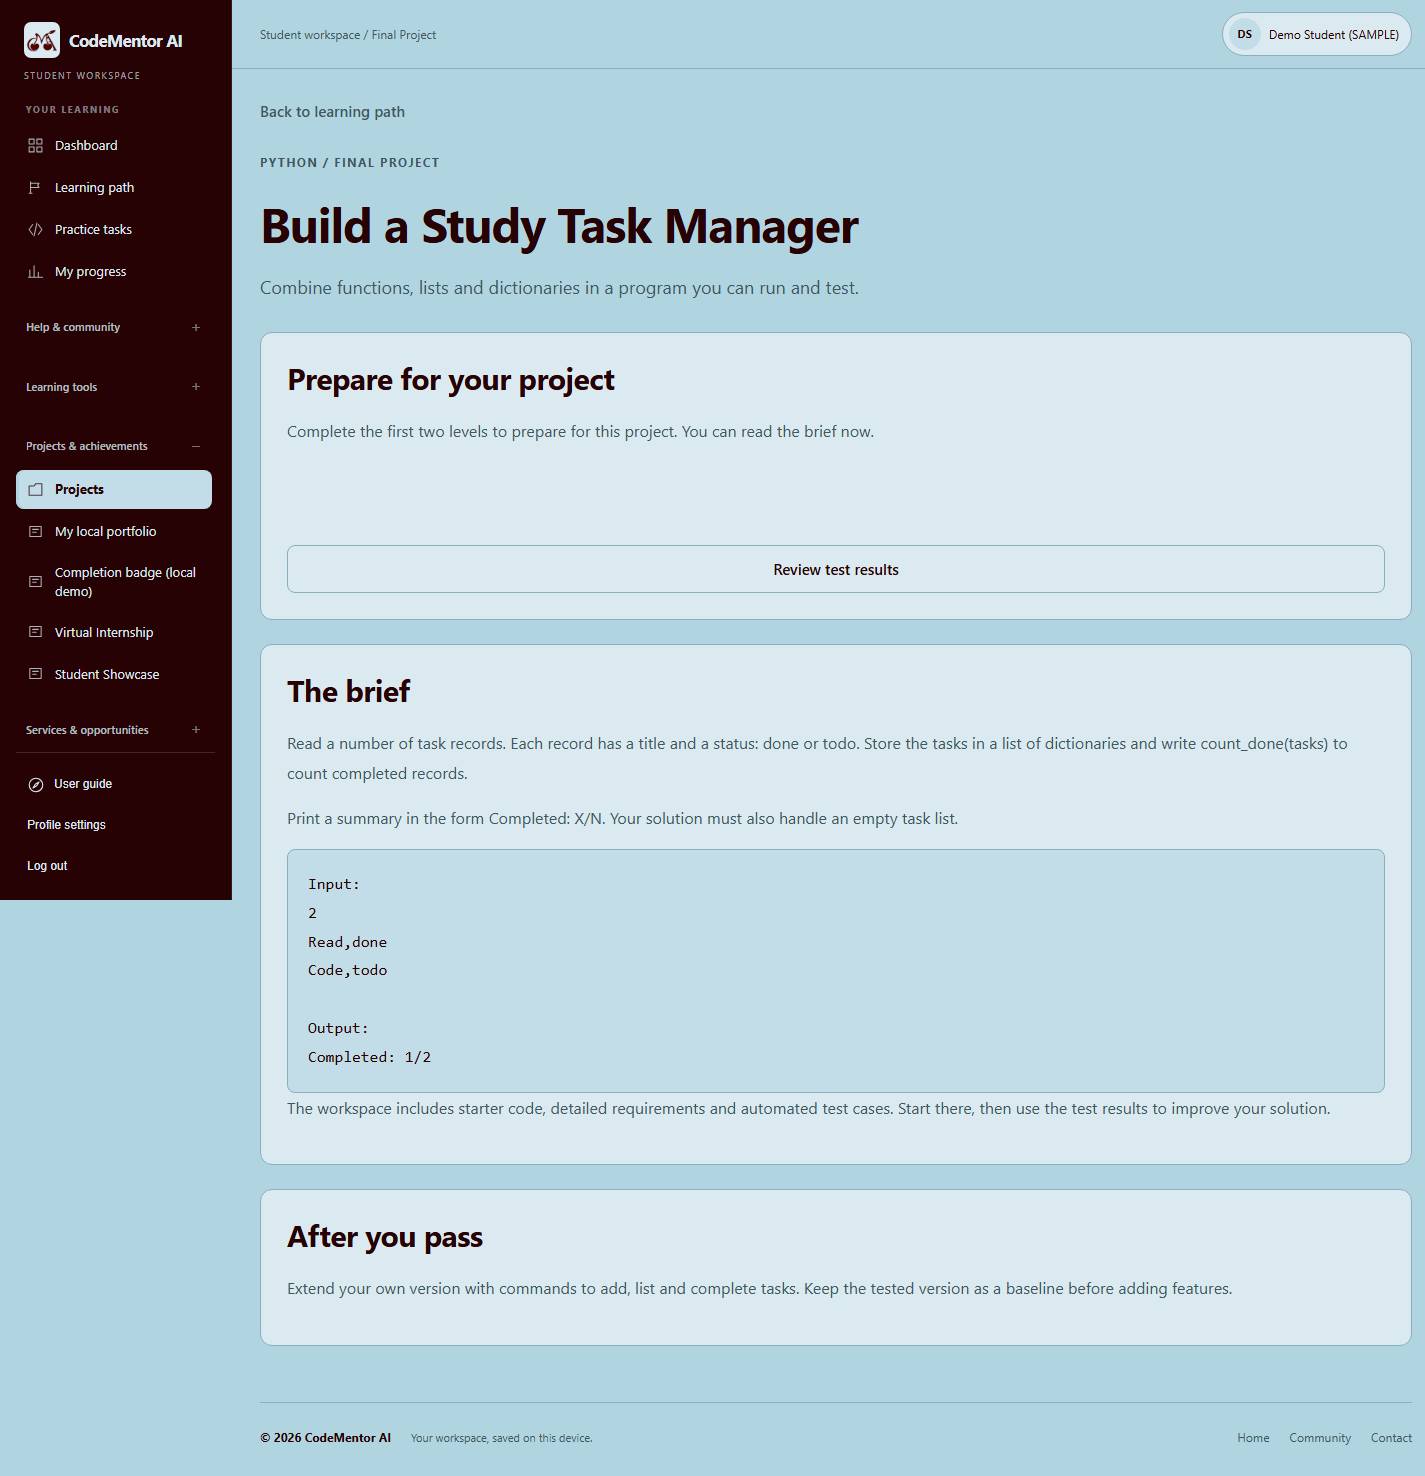 CodeMentor AI
STUDENT WORKSPACE
YOUR LEARNING
Dashboard
Learning path
Practice tasks
My progress
Help & community +
Learning tools +
Projects & achievements –
Projects
My local portfolio
Completion badge (local
demo)
Virtual Internship
Student Showcase
Services & opportunities +
User guide
Profile settings
Log out
Student workspace / Final Project
DS Demo Student (SAMPLE)
Back to learning path
PYTHON / FINAL PROJECT
Build a Study Task Manager
Combine functions, lists and dictionaries in a program you can run and test.
Prepare for your project
Complete the first two levels to prepare for this project. You can read the brief now.
Review test results
The brief
Read a number of task records. Each record has a title and a status: done or todo. Store the tasks in a list of dictionaries and write count_done(tasks) to
count completed records.
Print a summary in the form Completed: X/N. Your solution must also handle an empty task list.
Input:
2
Read,done
Code,todo
Output:
Completed: 1/2
The workspace includes starter code, detailed requirements and automated test cases. Start there, then use the test results to improve your solution.
After you pass
Extend your own version with commands to add, list and complete tasks. Keep the tested version as a baseline before adding features.
© 2026 CodeMentor AI Your workspace, saved on this device. Home Community Contact